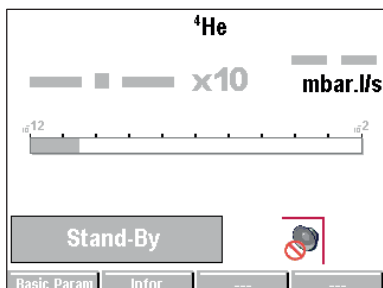 ⁴He
x10
mbar.l/s
10⁻¹² 10⁻²
Stand-By
Basic Param Infor --- ---